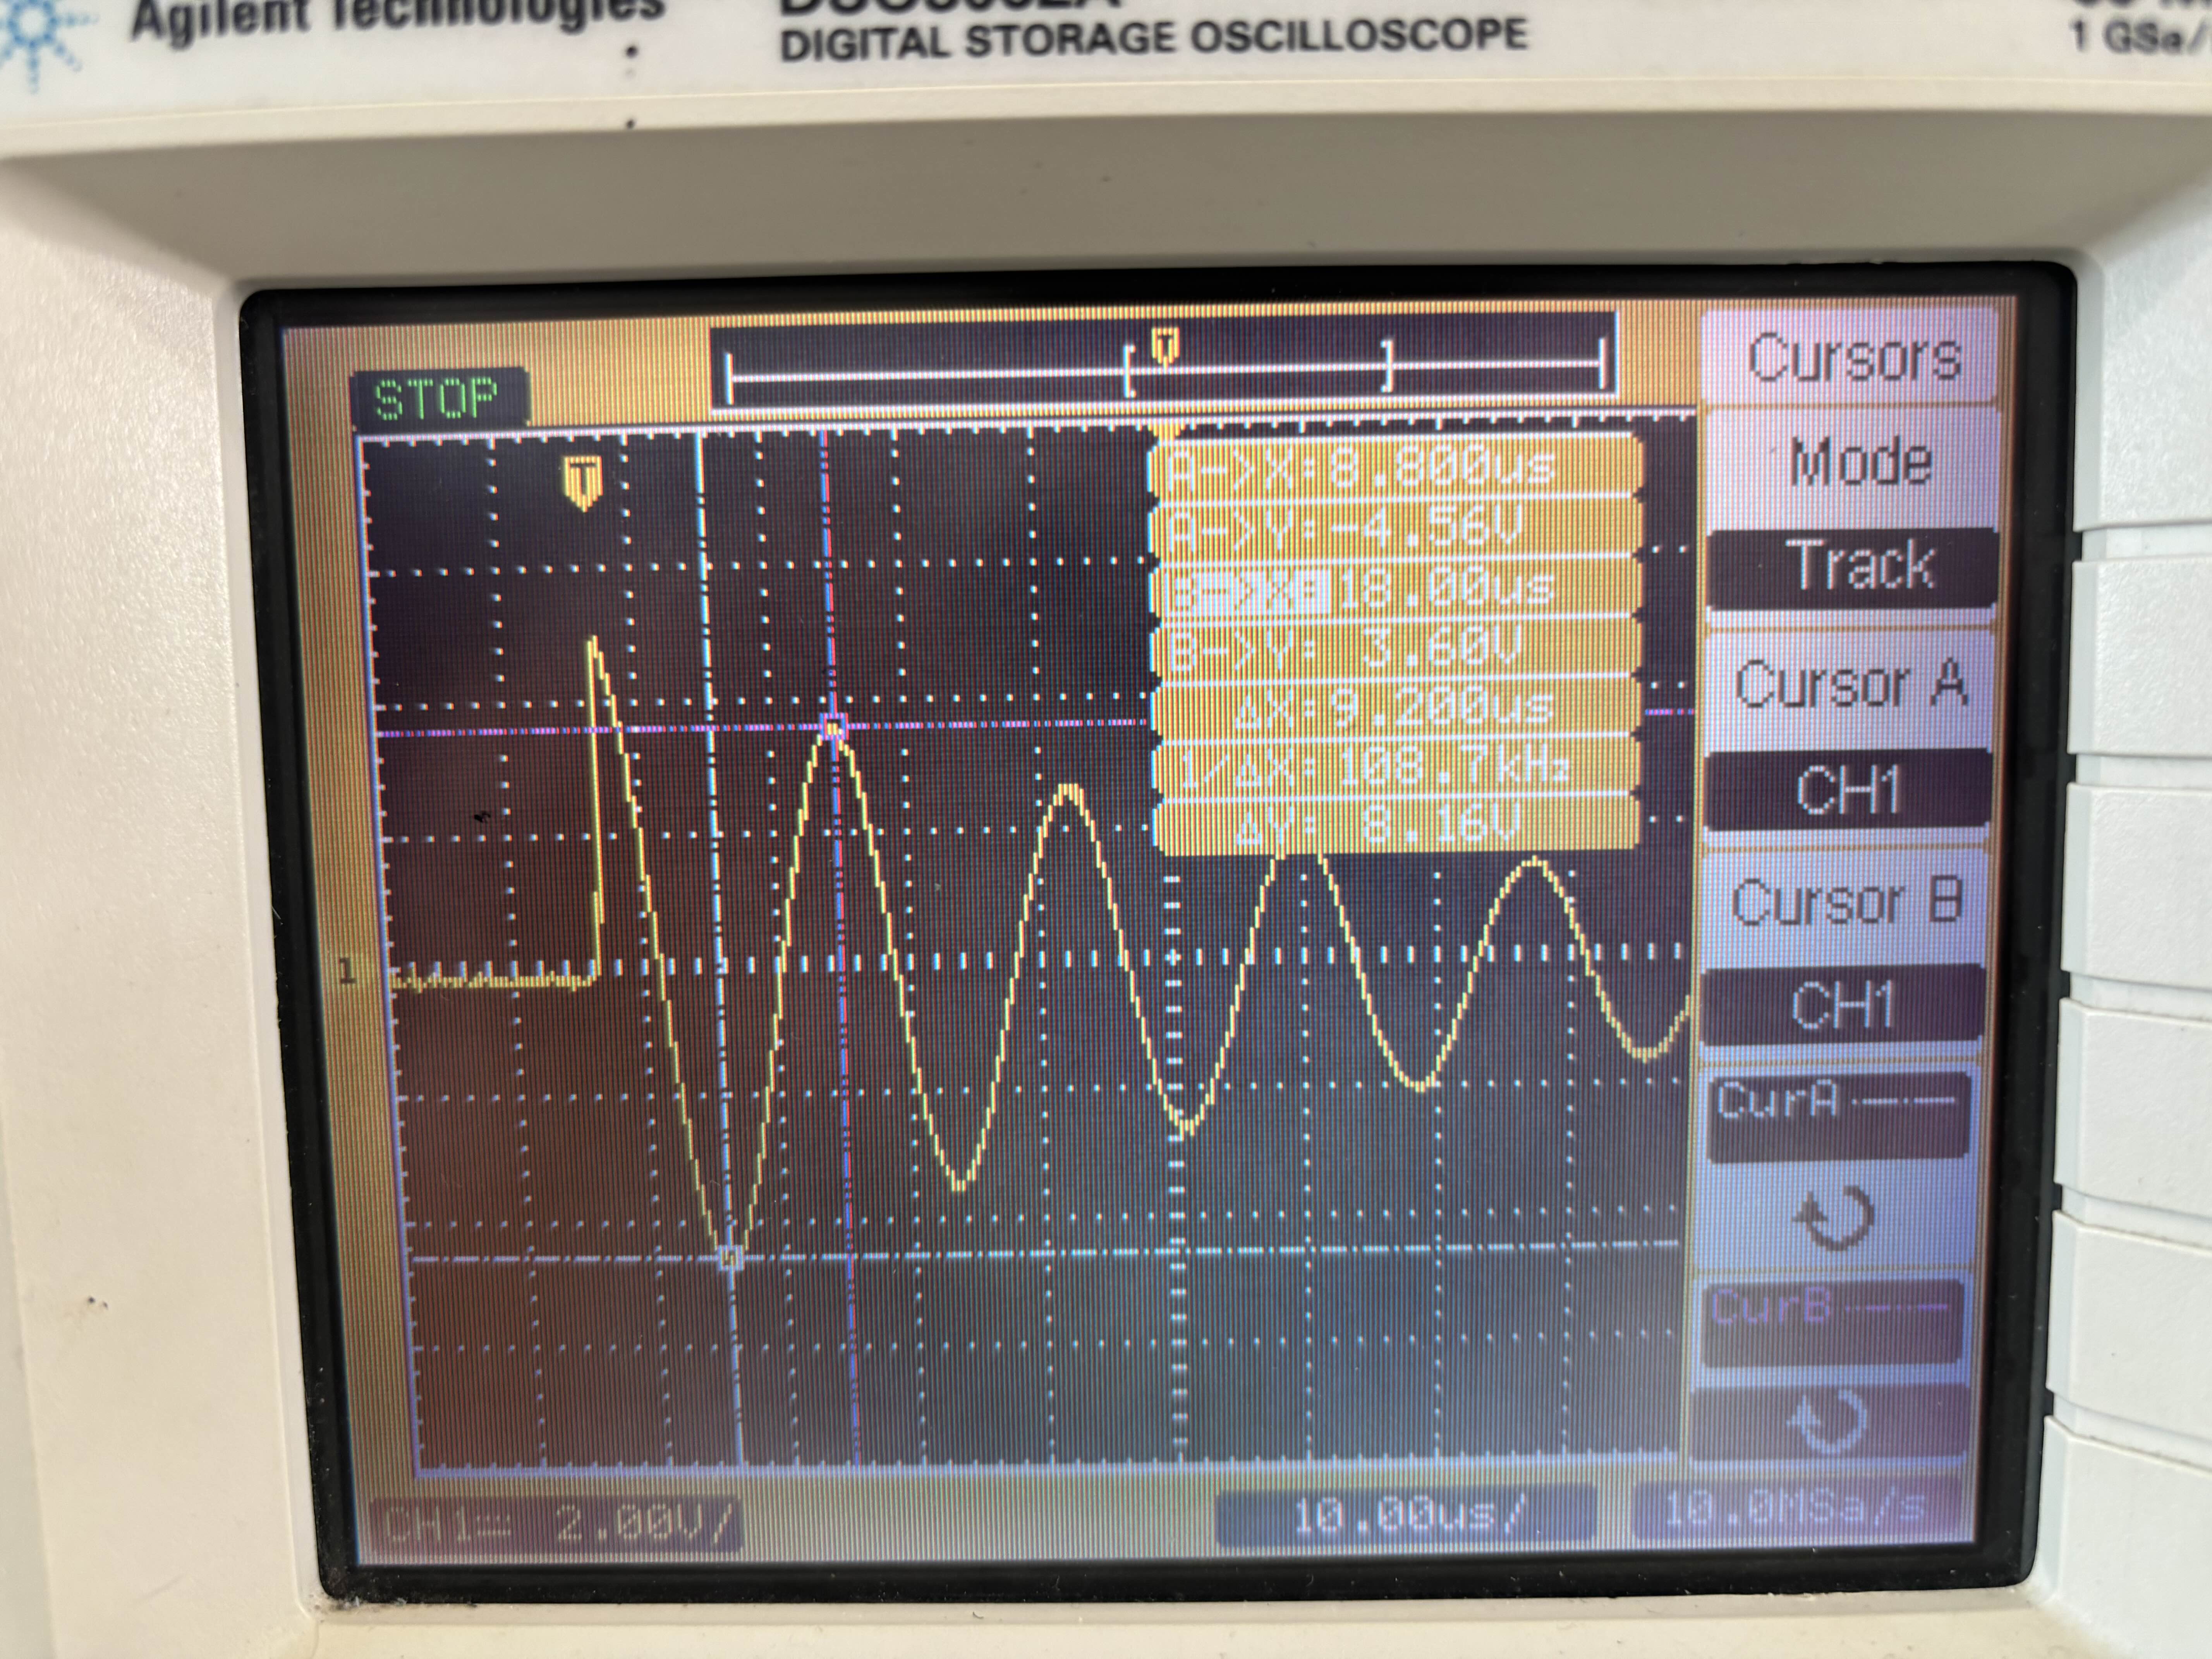 Agilent Technologies
DIGITAL STORAGE OSCILLOSCOPE
1 GSa/
T
STOP
T
A->X:8.800us
A->Y:-4.56V
B->X:18.00us
B->Y: 3.60V
ΔX:9.200us
1/ΔX:108.7kHz
ΔY: 8.16V
1
Cursors
Mode
Track
Cursor A
CH1
Cursor B
CH1
CurA
CurB
CH1 2.00V/
10.00us/
10.0MSa/s